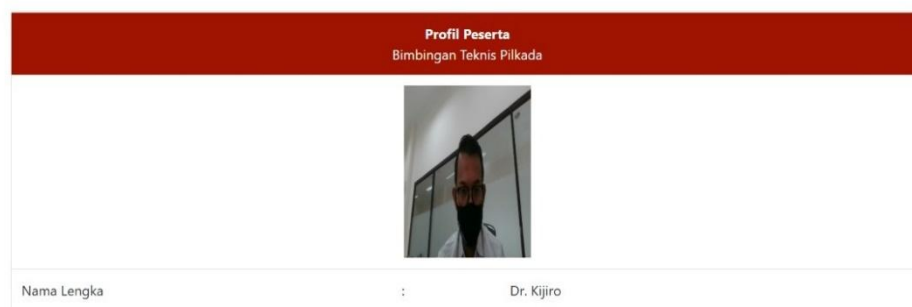 Profil Peserta
Bimbingan Teknis Pilkada
Nama Lengka : Dr. Kijiro